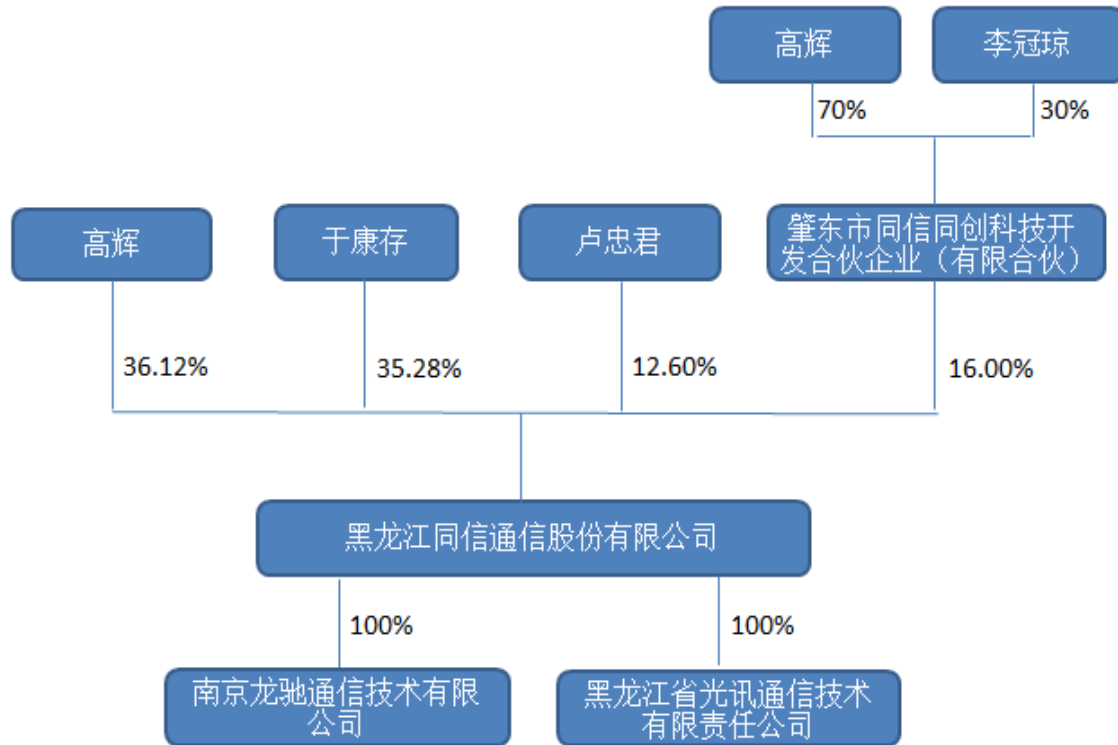 高辉
李冠琼
70%
30%
高辉
于康存
卢忠君
肇东市同信同创科技开
发合伙企业（有限合伙）
36.12%
35.28%
12.60%
16.00%
黑龙江同信通信股份有限公司
100%
100%
南京龙驰通信技术有限
公司
黑龙江省光讯通信技术
有限责任公司